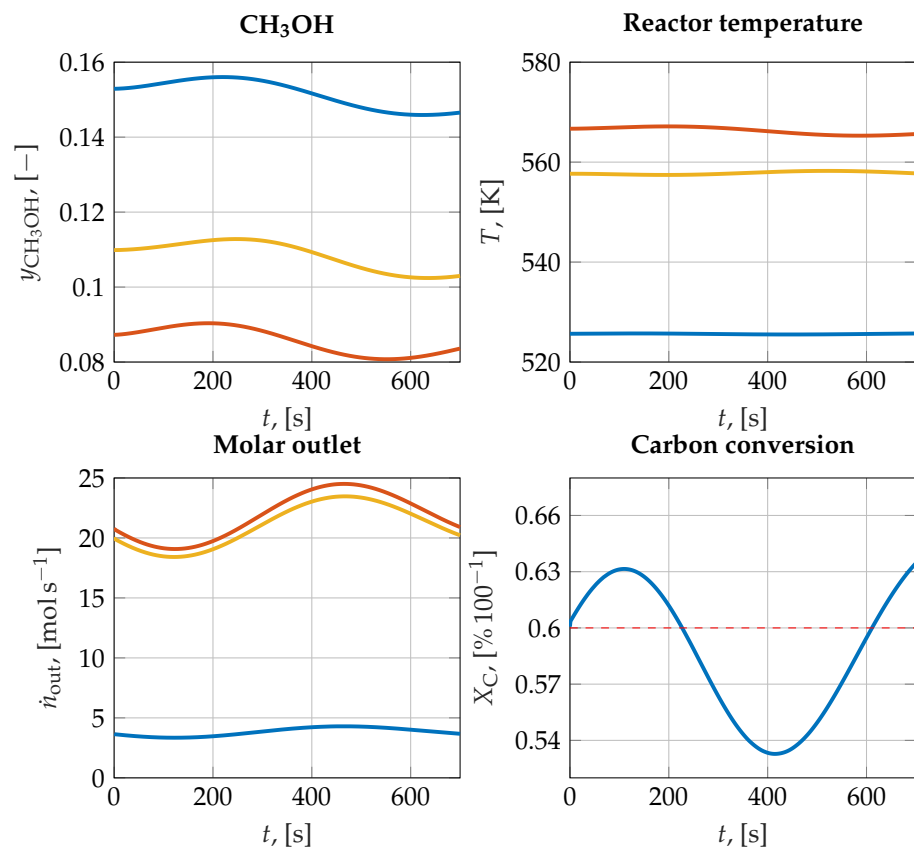 CH₃OH
0.16
0.14
0.12
0.1
0.08
y_CH₃OH, [−]
0 200 400 600
t, [s]
Reactor temperature
580
560
540
520
T, [K]
0 200 400 600
t, [s]
Molar outlet
25
20
15
10
5
0
ṅ_out, [mol s⁻¹]
0 200 400 600
t, [s]
Carbon conversion
0.66
0.63
0.6
0.57
0.54
X_C, [% 100⁻¹]
0 200 400 600
t, [s]